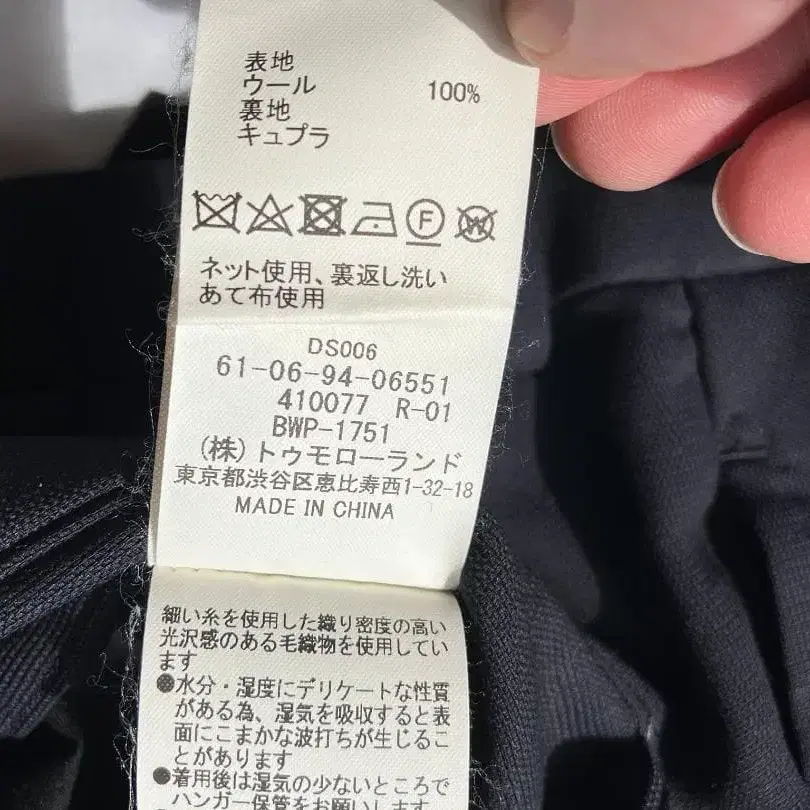 表地
ウール 100%
裏地
キュプラ
F W
ネット使用、裏返し洗い
あて布使用
DS006
61-06-94-06551
410077 R-01
BWP-1751
(株)トゥモローランド
東京都渋谷区恵比寿西1-32-18
MADE IN CHINA
細い糸を使用した織り密度の高い
光沢感のある毛織物を使用してい
ます
●水分・湿度にデリケートな性質
がある為、湿気を吸収すると表
面にこまかな波打ちが生じるこ
とがあります
●着用後は湿気の少ないところで
ハンガー保管をお願いします